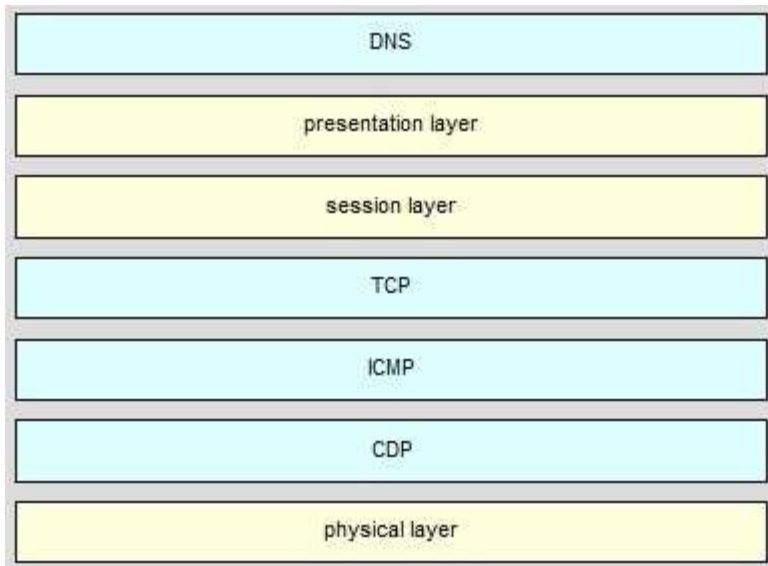 DNS
presentation layer
session layer
TCP
ICMP
CDP
physical layer